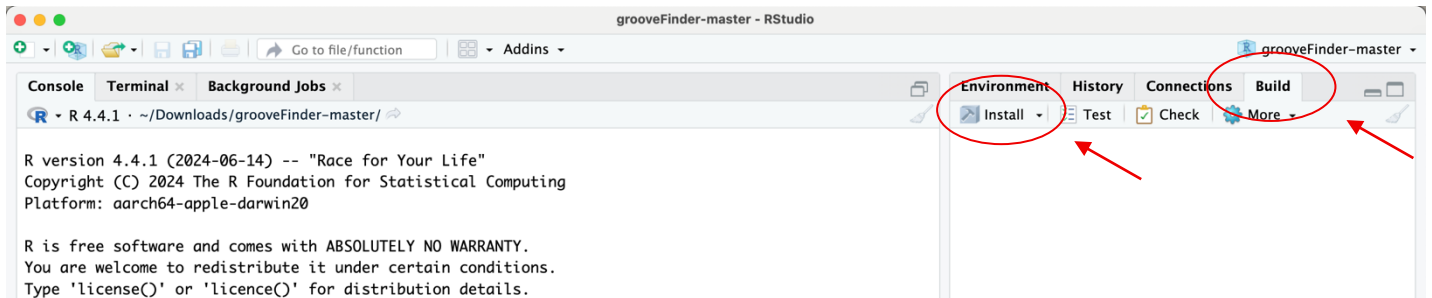 grooveFinder-master - RStudio
Go to file/function Addins grooveFinder-master
Console Terminal Background Jobs
R 4.4.1 · ~/Downloads/grooveFinder-master/
R version 4.4.1 (2024-06-14) -- "Race for Your Life"
Copyright (C) 2024 The R Foundation for Statistical Computing
Platform: aarch64-apple-darwin20
R is free software and comes with ABSOLUTELY NO WARRANTY.
You are welcome to redistribute it under certain conditions.
Type 'license()' or 'licence()' for distribution details.
Environment History Connections Build
Install Test Check More